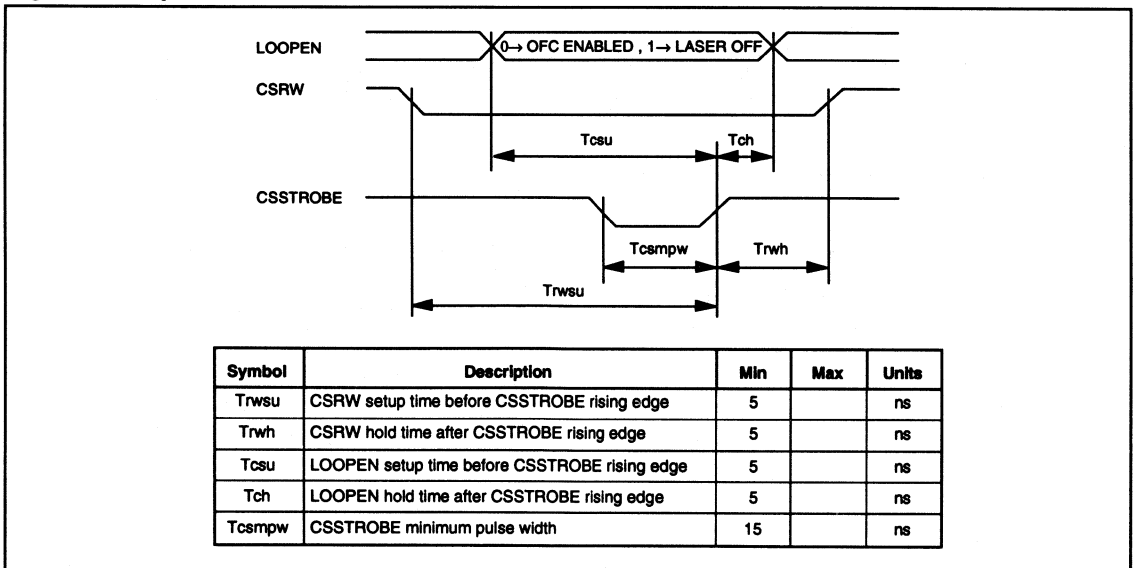 LOOPEN
0→ OFC ENABLED , 1→ LASER OFF
CSRW
Tcsu
Tch
CSSTROBE
Tcsmpw
Trwh
Trwsu
Symbol Description Min Max Units
Trwsu CSRW setup time before CSSTROBE rising edge 5 ns
Trwh CSRW hold time after CSSTROBE rising edge 5 ns
Tcsu LOOPEN setup time before CSSTROBE rising edge 5 ns
Tch LOOPEN hold time after CSSTROBE rising edge 5 ns
Tcsmpw CSSTROBE minimum pulse width 15 ns